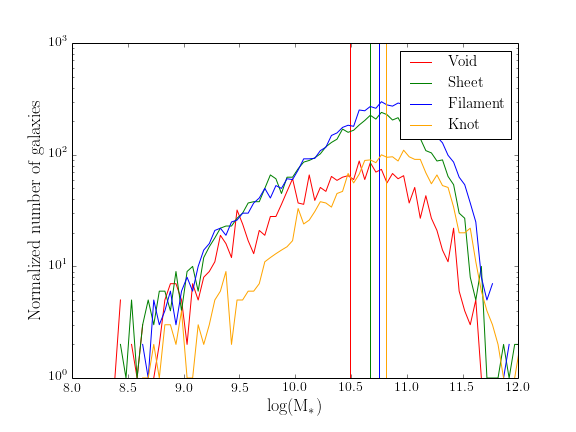 10³
Void
Sheet
Filament
Knot
10²
Normalized number of galaxies
10¹
10⁰
8.0 8.5 9.0 9.5 10.0 10.5 11.0 11.5 12.0
log(M∗)